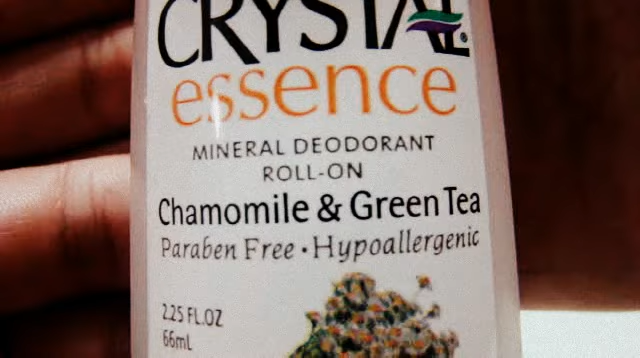 CRYSTAL®
essence
MINERAL DEODORANT
ROLL-ON
Chamomile & Green Tea
Paraben Free • Hypoallergenic
2.25 FL.OZ
66mL